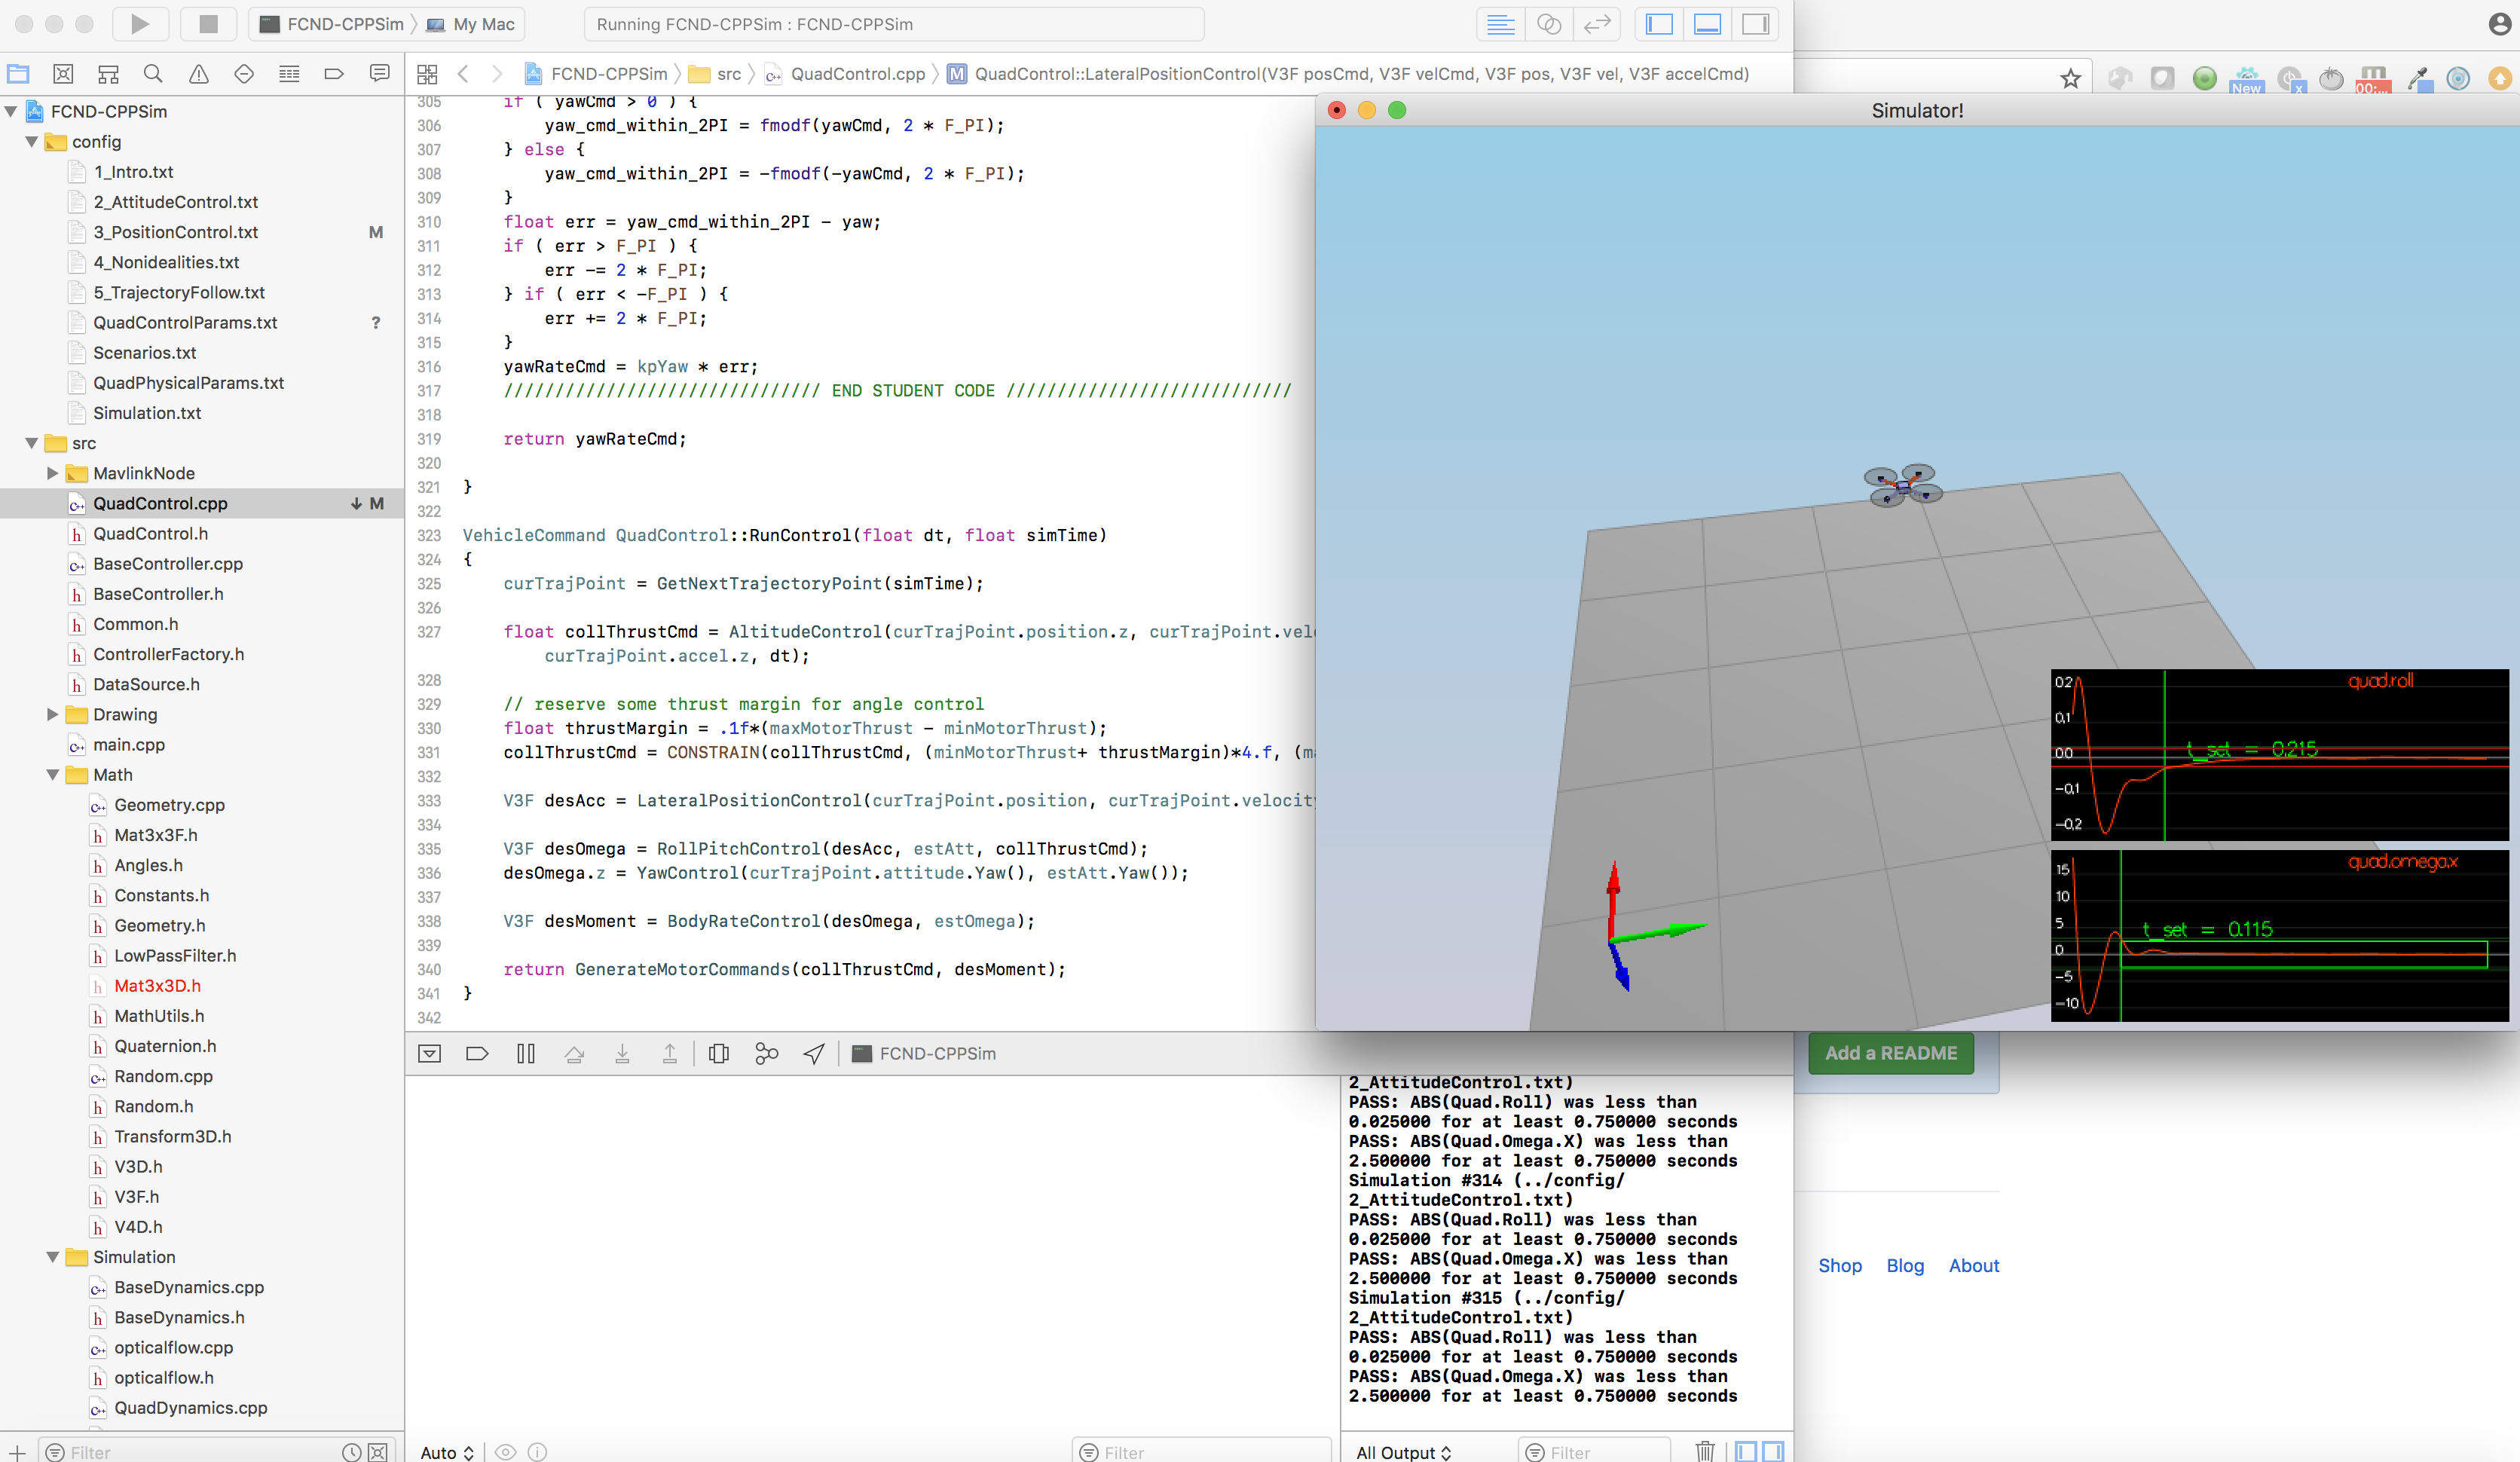 FCND-CPPSim
My Mac
Running FCND-CPPSim : FCND-CPPSim
FCND-CPPSim
src
QuadControl.cpp
M
QuadControl::LateralPositionControl(V3F posCmd, V3F velCmd, V3F pos, V3F vel, V3F accelCmd)
New
x
00:...
FCND-CPPSim
config
1_Intro.txt
2_AttitudeControl.txt
3_PositionControl.txt M
4_Nonidealities.txt
5_TrajectoryFollow.txt
QuadControlParams.txt ?
Scenarios.txt
QuadPhysicalParams.txt
Simulation.txt
src
MavlinkNode
QuadControl.cpp M
QuadControl.h
BaseController.cpp
BaseController.h
Common.h
ControllerFactory.h
DataSource.h
Drawing
main.cpp
Math
Geometry.cpp
Mat3x3F.h
Angles.h
Constants.h
Geometry.h
LowPassFilter.h
Mat3x3D.h
MathUtils.h
Quaternion.h
Random.cpp
Random.h
Transform3D.h
V3D.h
V3F.h
V4D.h
Simulation
BaseDynamics.cpp
BaseDynamics.h
opticalflow.cpp
opticalflow.h
QuadDynamics.cpp
Filter
305 if ( yawCmd > 0 ) {
306 yaw_cmd_within_2PI = fmodf(yawCmd, 2 * F_PI);
307 } else {
308 yaw_cmd_within_2PI = -fmodf(-yawCmd, 2 * F_PI);
309 }
310 float err = yaw_cmd_within_2PI - yaw;
311 if ( err > F_PI ) {
312 err -= 2 * F_PI;
313 } if ( err < -F_PI ) {
314 err += 2 * F_PI;
315 }
316 yawRateCmd = kpYaw * err;
317 /////////////////////////////// END STUDENT CODE ////////////////////////////
318
319 return yawRateCmd;
320
321 }
322
323 VehicleCommand QuadControl::RunControl(float dt, float simTime)
324 {
325 curTrajPoint = GetNextTrajectoryPoint(simTime);
326
327 float collThrustCmd = AltitudeControl(curTrajPoint.position.z, curTrajPoint.vel
curTrajPoint.accel.z, dt);
328
329 // reserve some thrust margin for angle control
330 float thrustMargin = .1f*(maxMotorThrust - minMotorThrust);
331 collThrustCmd = CONSTRAIN(collThrustCmd, (minMotorThrust+ thrustMargin)*4.f, (m
332
333 V3F desAcc = LateralPositionControl(curTrajPoint.position, curTrajPoint.velocity
334
335 V3F desOmega = RollPitchControl(desAcc, estAtt, collThrustCmd);
336 desOmega.z = YawControl(curTrajPoint.attitude.Yaw(), estAtt.Yaw());
337
338 V3F desMoment = BodyRateControl(desOmega, estOmega);
339
340 return GenerateMotorCommands(collThrustCmd, desMoment);
341 }
342
FCND-CPPSim
Auto
Filter
Simulator!
quad.roll
0.2
0.1
0.0
-0.1
-0.2
t_set = 0.215
quad.omega.x
15
10
5
0
-5
-10
t_set = 0.115
2_AttitudeControl.txt)
PASS: ABS(Quad.Roll) was less than
0.025000 for at least 0.750000 seconds
PASS: ABS(Quad.Omega.X) was less than
2.500000 for at least 0.750000 seconds
Simulation #314 (../config/
2_AttitudeControl.txt)
PASS: ABS(Quad.Roll) was less than
0.025000 for at least 0.750000 seconds
PASS: ABS(Quad.Omega.X) was less than
2.500000 for at least 0.750000 seconds
Simulation #315 (../config/
2_AttitudeControl.txt)
PASS: ABS(Quad.Roll) was less than
0.025000 for at least 0.750000 seconds
PASS: ABS(Quad.Omega.X) was less than
2.500000 for at least 0.750000 seconds
All Output
Filter
Add a README
Shop Blog About